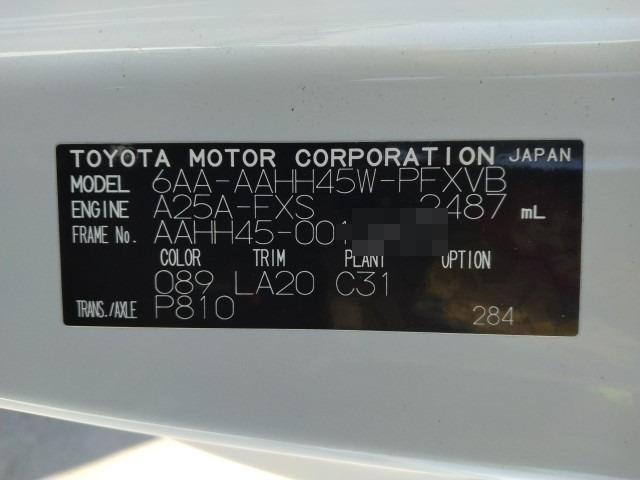 TOYOTA MOTOR CORPORATION JAPAN
MODEL 6AA-AAHH45W-PFXVB
ENGINE A25A-FXS 2487 mL
FRAME No. AAHH45-001
COLOR TRIM PLANT OPTION
089 LA20 C31
TRANS./AXLE P810 284